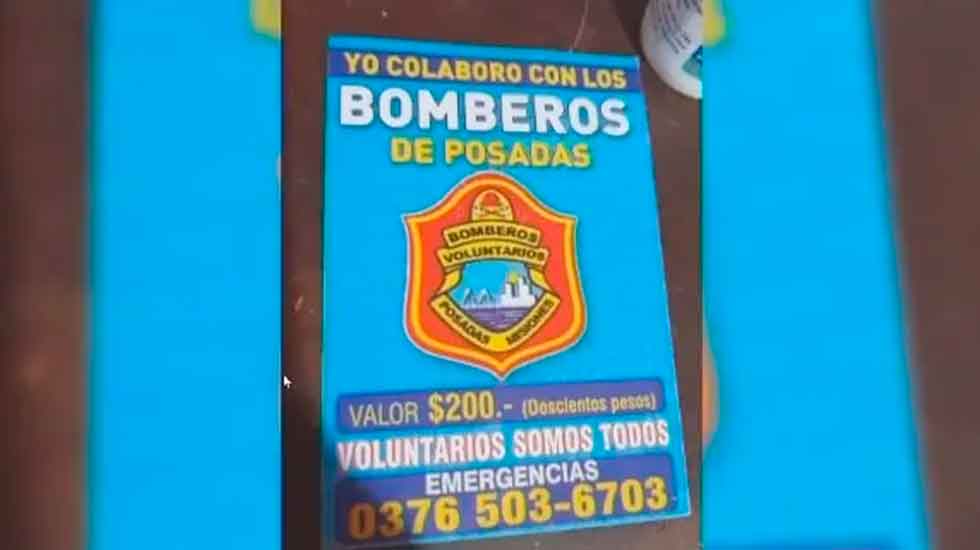 YO COLABORO CON LOS
BOMBEROS
DE POSADAS
BOMBEROS
VOLUNTARIOS
POSADAS MISIONES
VALOR $200.- (Doscientos pesos)
VOLUNTARIOS SOMOS TODOS
EMERGENCIAS
0376 503-6703